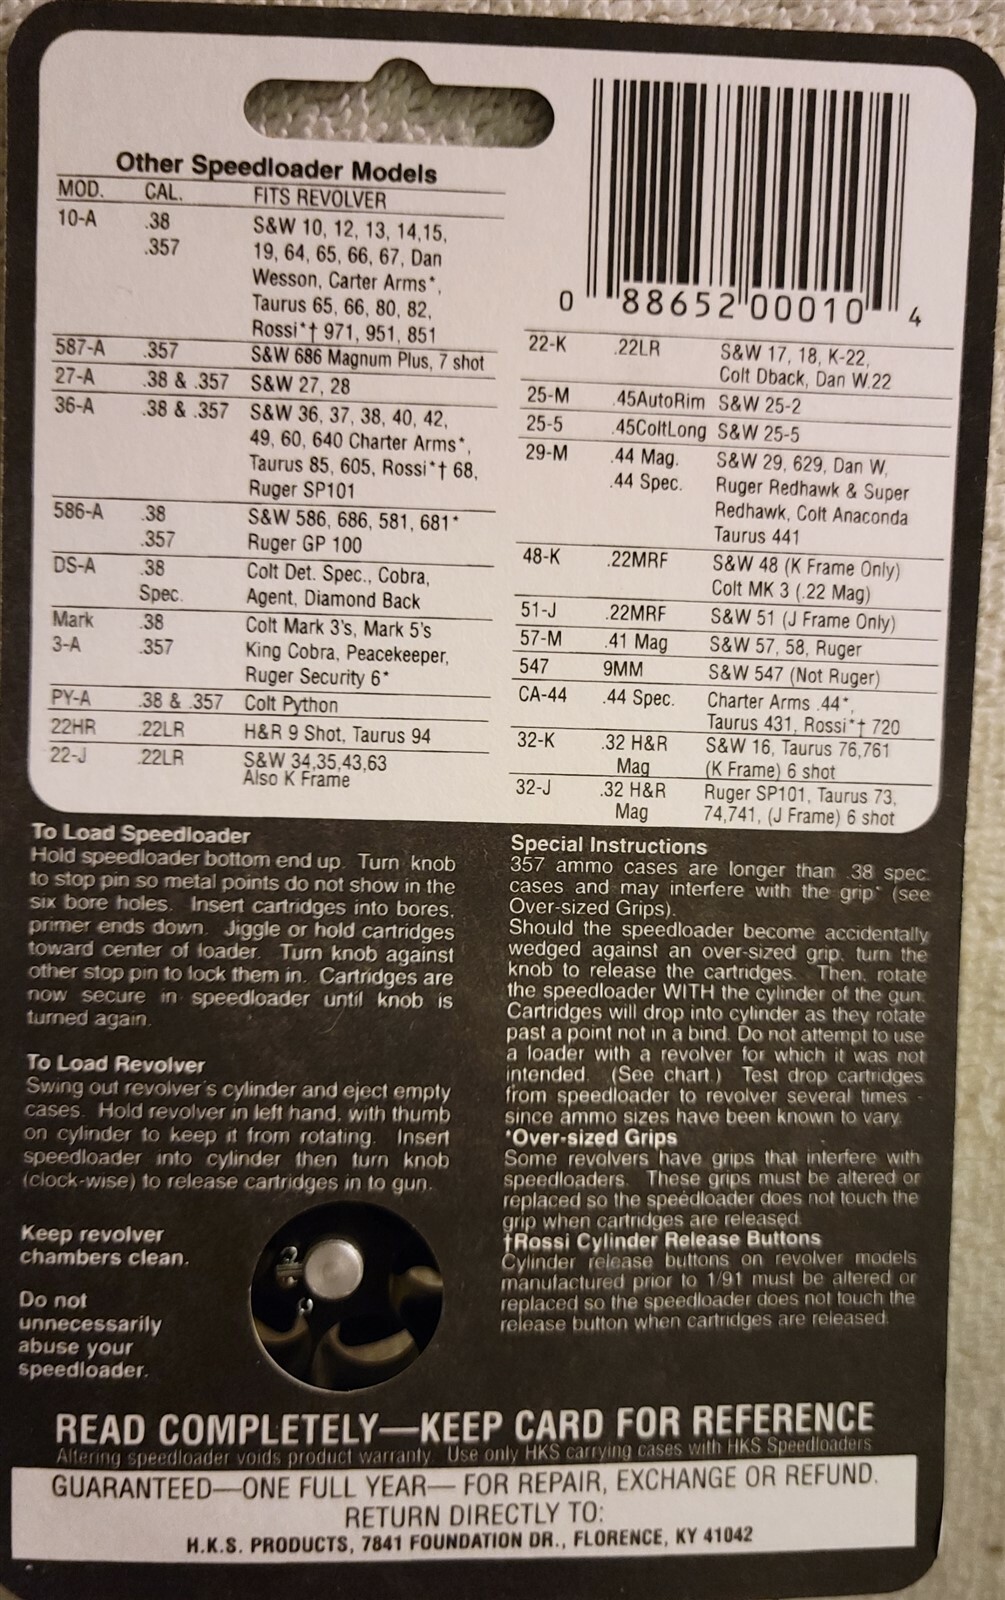 Other Speedloader Models
MOD. CAL. FITS REVOLVER
10-A .38 S&W 10, 12, 13, 14,15,
.357 19, 64, 65, 66, 67, Dan
Wesson, Carter Arms*,
Taurus 65, 66, 80, 82,
Rossi*† 971, 951, 851
587-A .357 S&W 686 Magnum Plus, 7 shot
27-A .38 & .357 S&W 27, 28
36-A .38 & .357 S&W 36, 37, 38, 40, 42,
49, 60, 640 Charter Arms*,
Taurus 85, 605, Rossi*† 68,
Ruger SP101
586-A .38 S&W 586, 686, 581, 681*
.357 Ruger GP 100
DS-A .38 Colt Det. Spec., Cobra,
Spec. Agent, Diamond Back
Mark .38 Colt Mark 3's, Mark 5's
3-A .357 King Cobra, Peacekeeper,
Ruger Security 6*
PY-A .38 & .357 Colt Python
22HR .22LR H&R 9 Shot, Taurus 94
22-J .22LR S&W 34,35,43,63
Also K Frame
0 88652 00010 4
22-K .22LR S&W 17, 18, K-22,
Colt Dback, Dan W.22
25-M .45AutoRim S&W 25-2
25-5 .45ColtLong S&W 25-5
29-M .44 Mag. S&W 29, 629, Dan W,
.44 Spec. Ruger Redhawk & Super
Redhawk, Colt Anaconda
Taurus 441
48-K .22MRF S&W 48 (K Frame Only)
Colt MK 3 (.22 Mag)
51-J .22MRF S&W 51 (J Frame Only)
57-M .41 Mag S&W 57, 58, Ruger
547 9MM S&W 547 (Not Ruger)
CA-44 .44 Spec. Charter Arms .44*,
Taurus 431, Rossi*† 720
32-K .32 H&R S&W 16, Taurus 76,761
Mag (K Frame) 6 shot
32-J .32 H&R Ruger SP101, Taurus 73,
Mag 74,741, (J Frame) 6 shot
To Load Speedloader
Hold speedloader bottom end up. Turn knob
to stop pin so metal points do not show in the
six bore holes. Insert cartridges into bores,
primer ends down. Jiggle or hold cartridges
toward center of loader. Turn knob against
other stop pin to lock them in. Cartridges are
now secure in speedloader until knob is
turned again.
To Load Revolver
Swing out revolver's cylinder and eject empty
cases. Hold revolver in left hand, with thumb
on cylinder to keep it from rotating. Insert
speedloader into cylinder then turn knob
(clock-wise) to release cartridges in to gun.
Keep revolver
chambers clean.
Do not
unnecessarily
abuse your
speedloader.
Special Instructions
357 ammo cases are longer than .38 spec.
cases and may interfere with the grip* (see
Over-sized Grips).
Should the speedloader become accidentally
wedged against an over-sized grip, turn the
knob to release the cartridges. Then, rotate
the speedloader WITH the cylinder of the gun.
Cartridges will drop into cylinder as they rotate
past a point not in a bind. Do not attempt to use
a loader with a revolver for which it was not
intended. (See chart.) Test drop cartridges
from speedloader to revolver several times -
since ammo sizes have been known to vary.
*Over-sized Grips
Some revolvers have grips that interfere with
speedloaders. These grips must be altered or
replaced so the speedloader does not touch the
grip when cartridges are released.
†Rossi Cylinder Release Buttons
Cylinder release buttons on revolver models
manufactured prior to 1/91 must be altered or
replaced so the speedloader does not touch the
release button when cartridges are released.
READ COMPLETELY—KEEP CARD FOR REFERENCE
Altering speedloader voids product warranty. Use only HKS carrying cases with HKS Speedloaders
GUARANTEED—ONE FULL YEAR— FOR REPAIR, EXCHANGE OR REFUND.
RETURN DIRECTLY TO:
H.K.S. PRODUCTS, 7841 FOUNDATION DR., FLORENCE, KY 41042